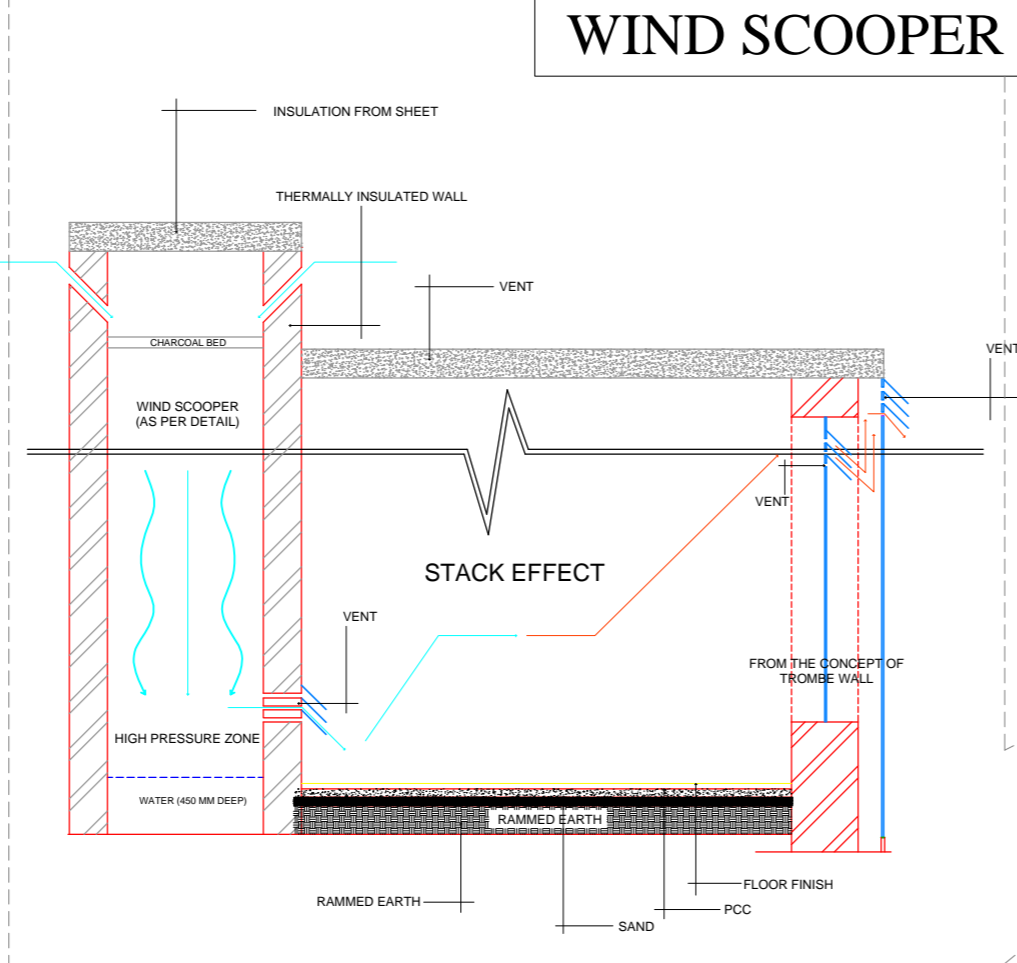 WIND SCOOPER
INSULATION FROM SHEET
THERMALLY INSULATED WALL
VENT
VENT
CHARCOAL BED
WIND SCOOPER
(AS PER DETAIL)
VENT
STACK EFFECT
VENT
FROM THE CONCEPT OF
TROMBE WALL
HIGH PRESSURE ZONE
WATER (450 MM DEEP)
RAMMED EARTH
FLOOR FINISH
RAMMED EARTH
PCC
SAND